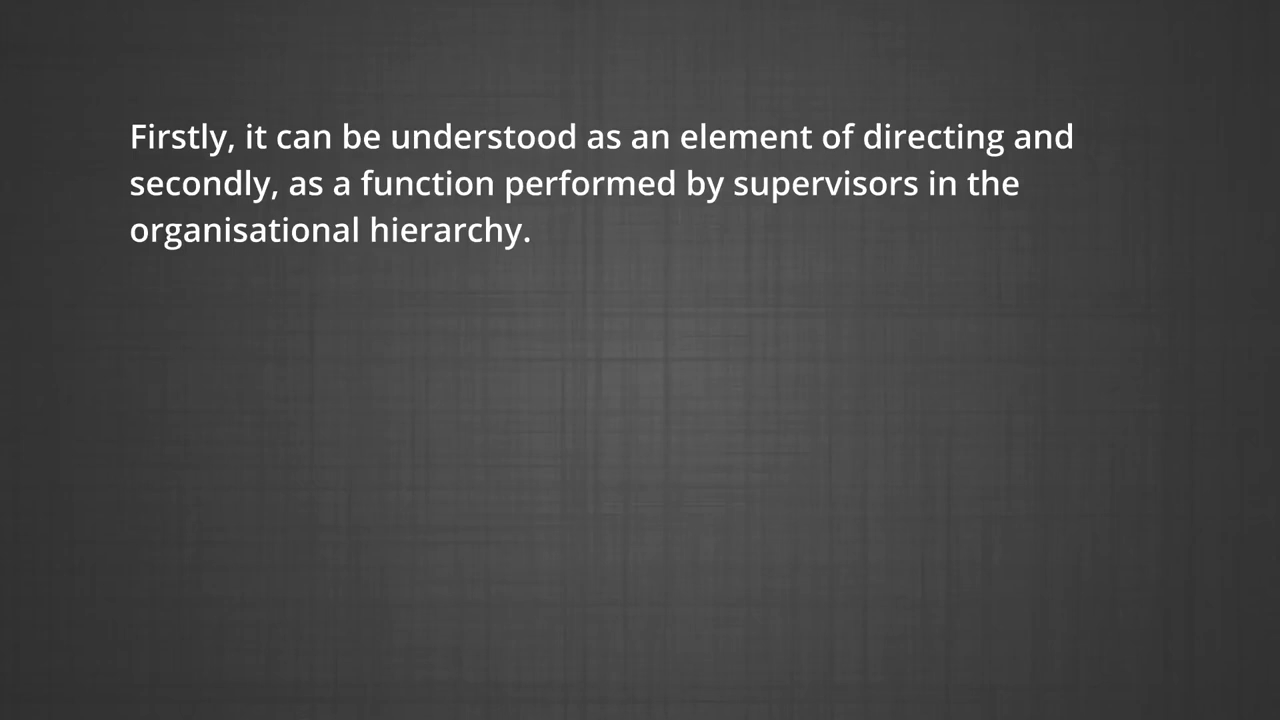 Firstly, it can be understood as an element of directing and
secondly, as a function performed by supervisors in the
organisational hierarchy.